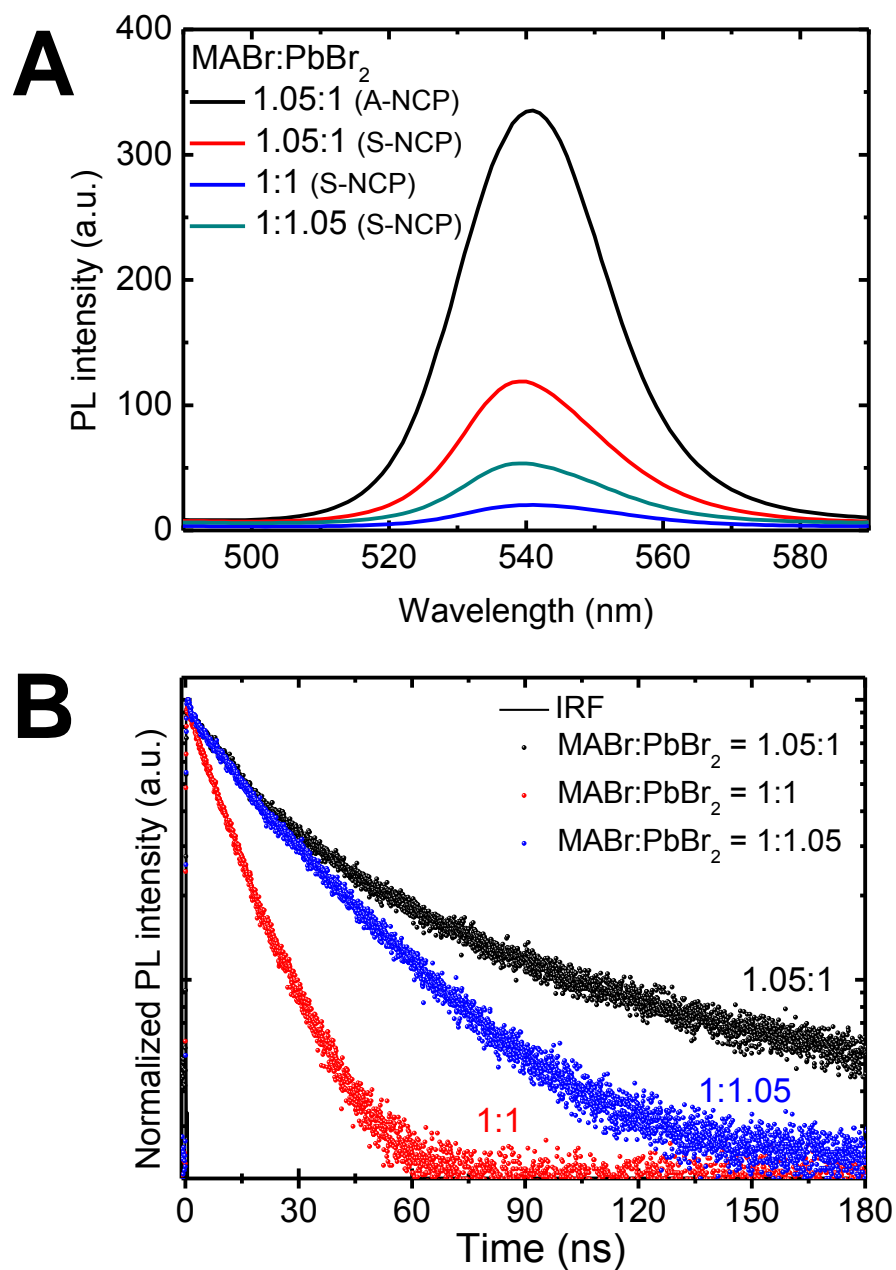 A
400
300
200
100
0
PL intensity (a.u.)
MABr:PbBr₂
1.05:1 (A-NCP)
1.05:1 (S-NCP)
1:1 (S-NCP)
1:1.05 (S-NCP)
500 520 540 560 580
Wavelength (nm)
B
Normalized PL intensity (a.u.)
IRF
MABr:PbBr₂ = 1.05:1
MABr:PbBr₂ = 1:1
MABr:PbBr₂ = 1:1.05
1.05:1
1:1.05
1:1
0 30 60 90 120 150 180
Time (ns)